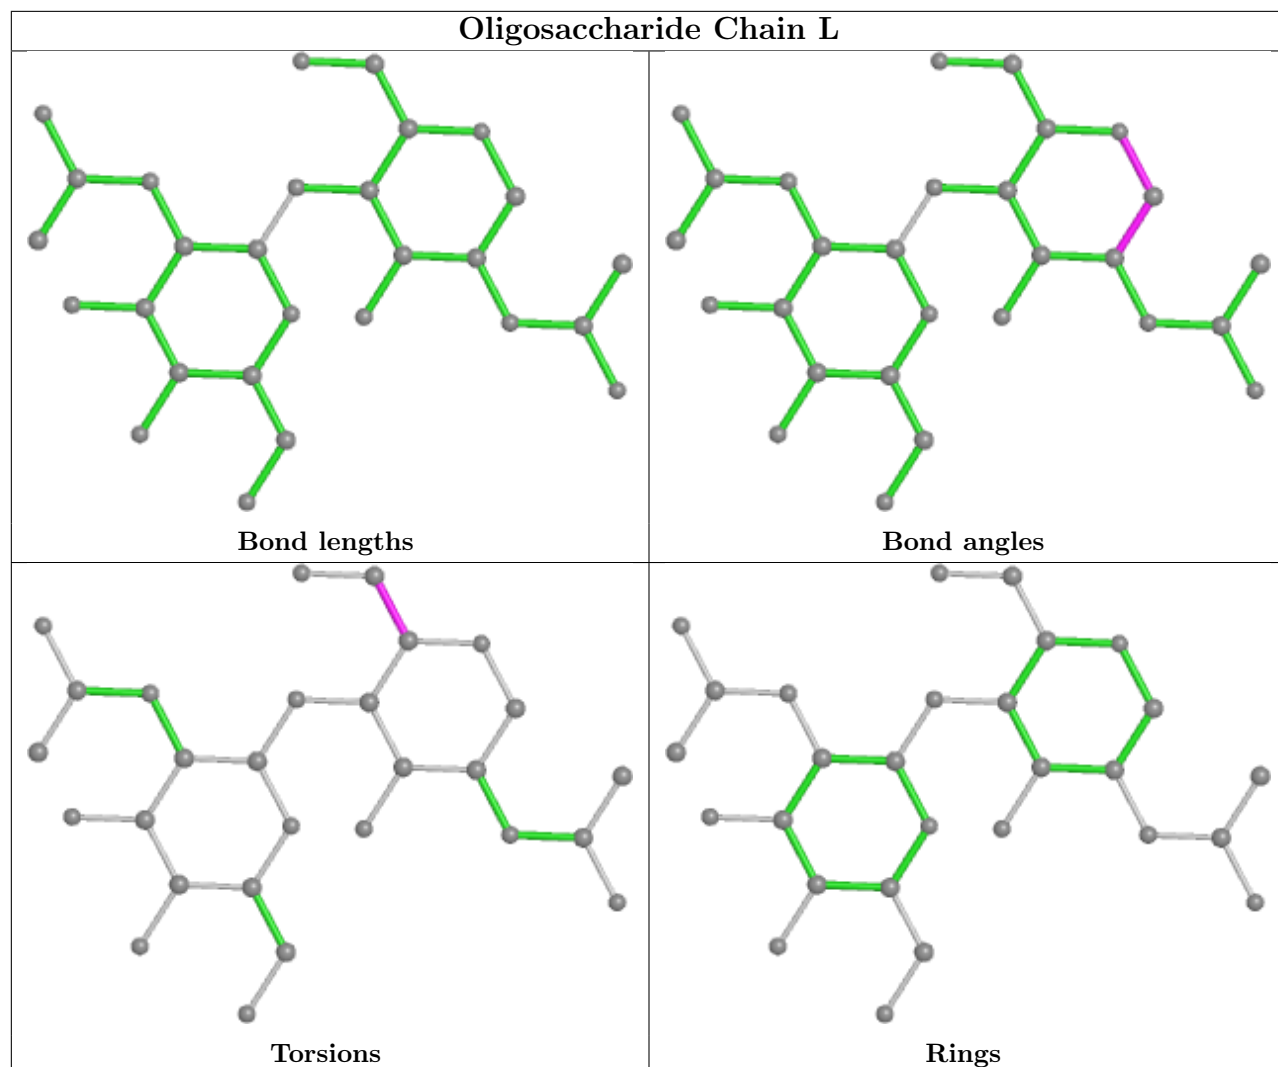 Oligosaccharide Chain L
Bond lengths
Bond angles
Torsions
Rings